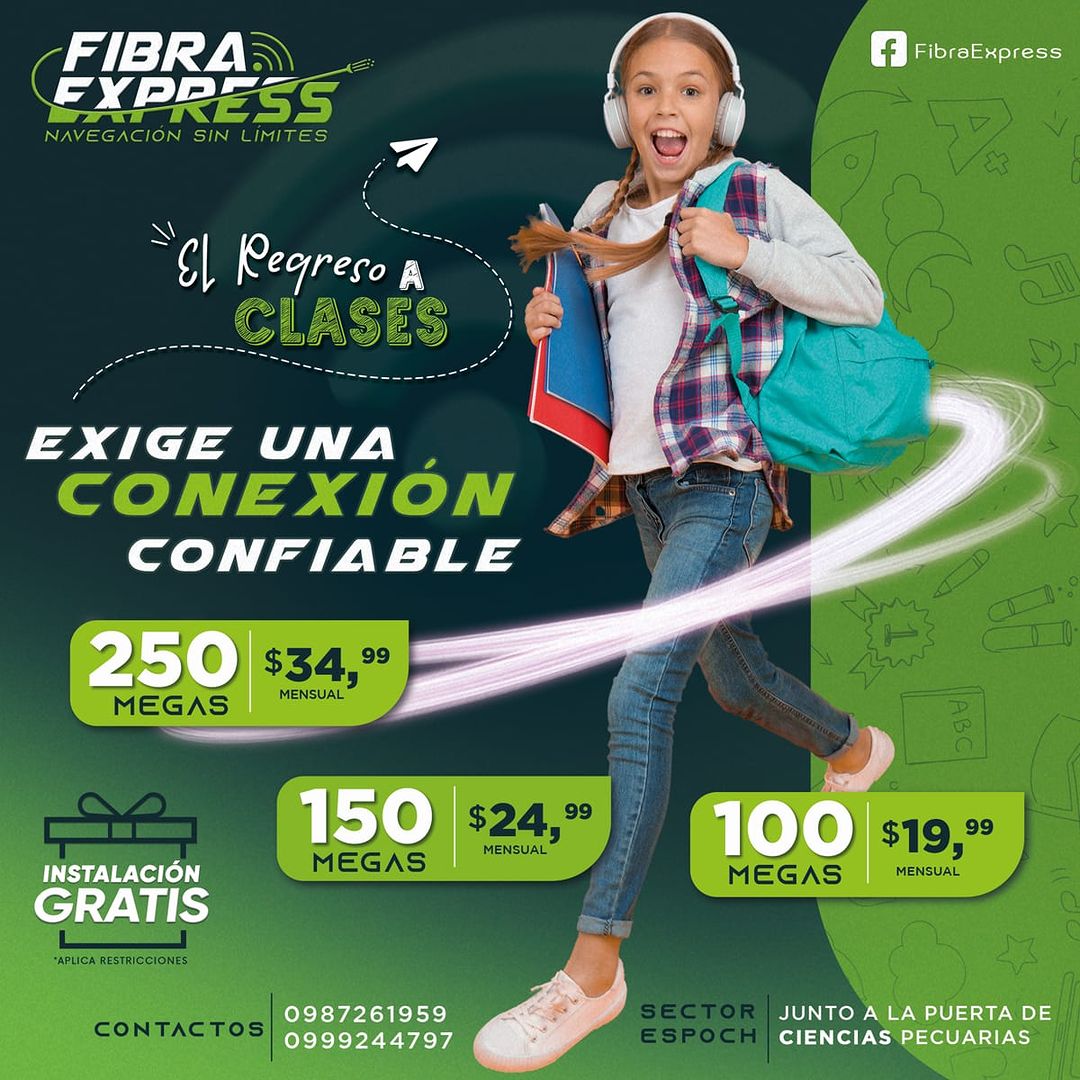 FIBRA
EXPRESS
NAVEGACIÓN SIN LÍMITES
FibraExpress
El Regreso A
CLASES
EXIGE UNA
CONEXIÓN
CONFIABLE
250
MEGAS
$34,99
MENSUAL
150
MEGAS
$24,99
MENSUAL
100
MEGAS
$19,99
MENSUAL
INSTALACIÓN
GRATIS
*APLICA RESTRICCIONES
CONTACTOS
0987261959
0999244797
SECTOR
ESPOCH
JUNTO A LA PUERTA DE
CIENCIAS PECUARIAS
A+
1
ABC